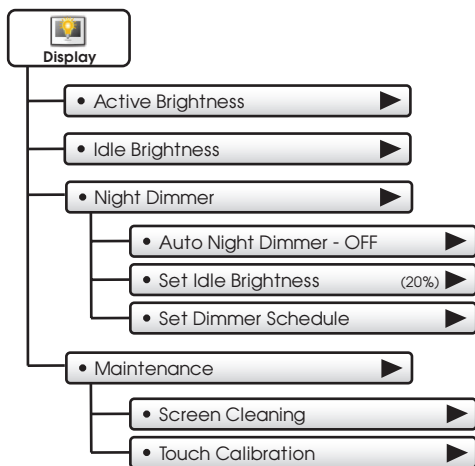 Display
• Active Brightness
• Idle Brightness
• Night Dimmer
• Auto Night Dimmer - OFF
• Set Idle Brightness (20%)
• Set Dimmer Schedule
• Maintenance
• Screen Cleaning
• Touch Calibration